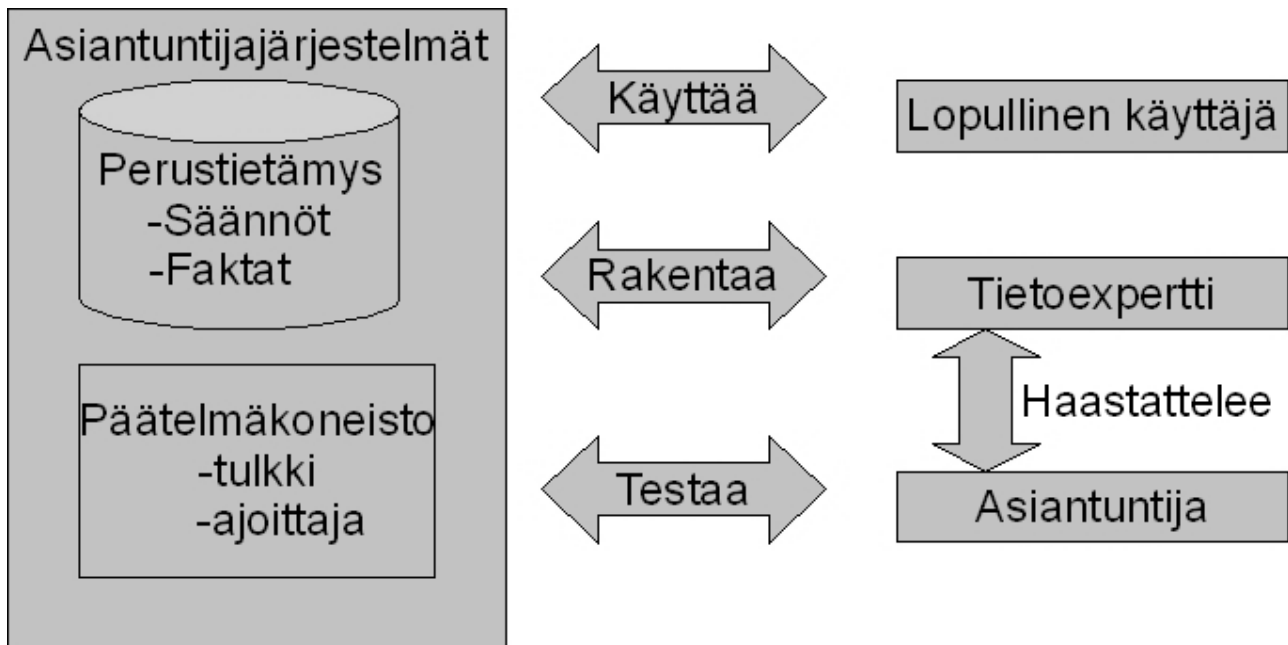 Asiantuntijajärjestelmät
Perustietämys
-Säännöt
-Faktat
Päätelmäkoneisto
-tulkki
-ajoittaja
Käyttää
Rakentaa
Testaa
Lopullinen käyttäjä
Tietoexpertti
Haastattelee
Asiantuntija